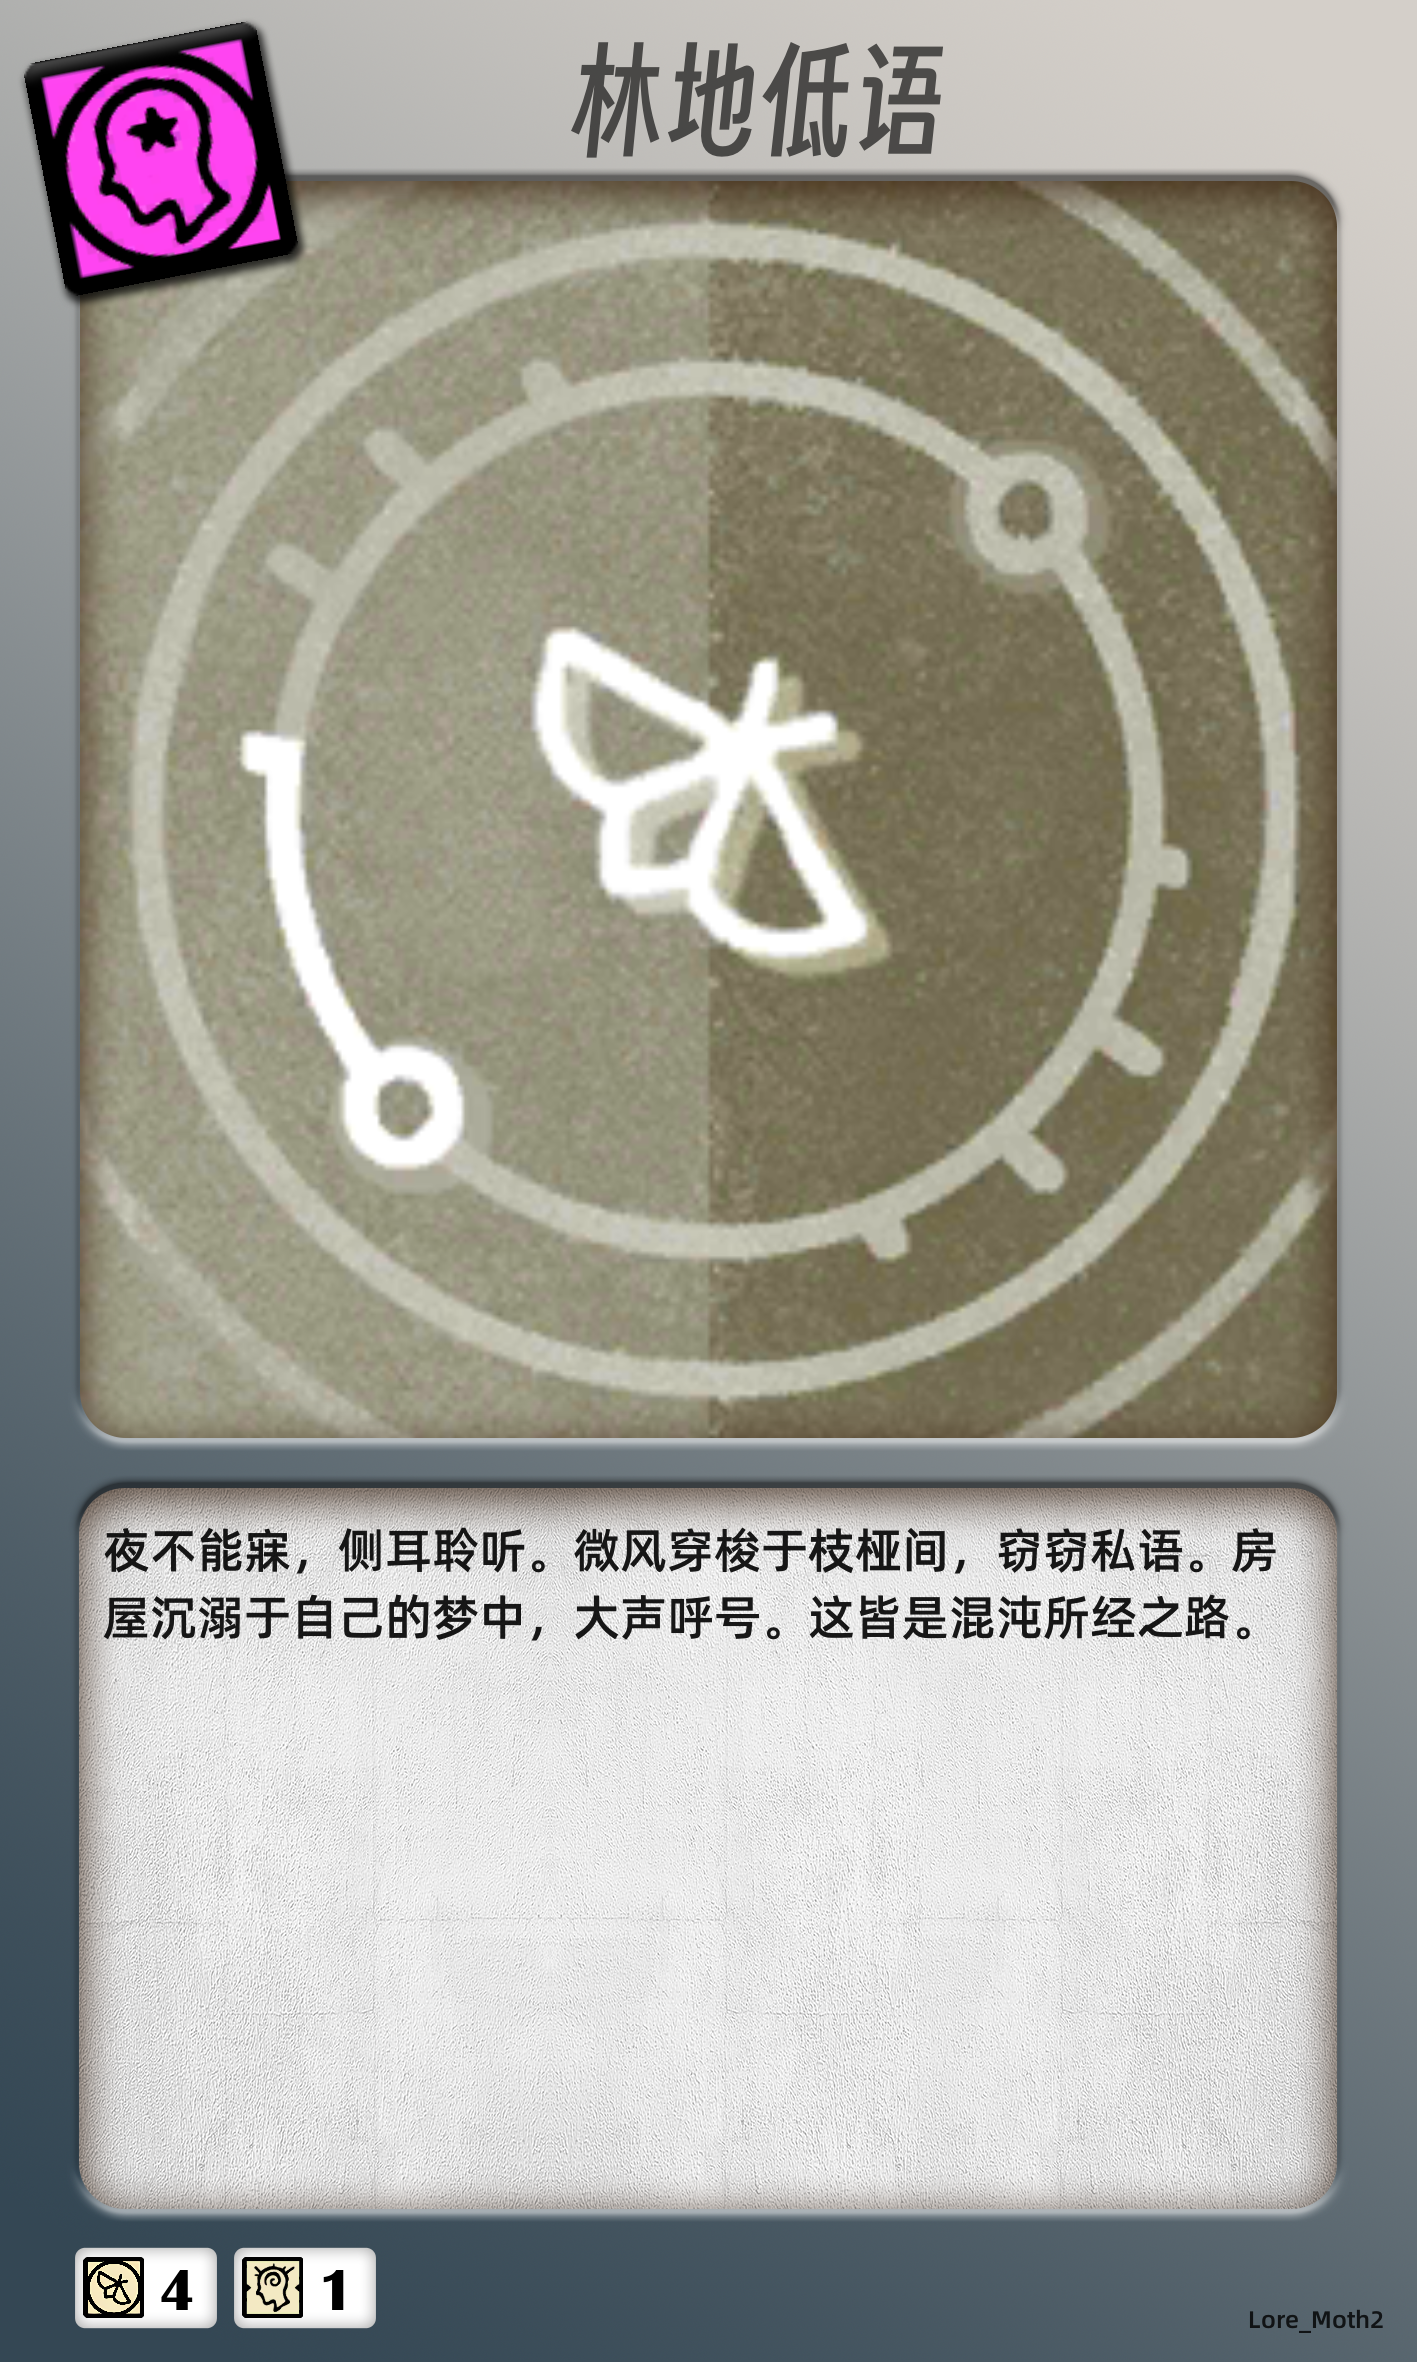 林地低语
夜不能寐，侧耳聆听。微风穿梭于枝桠间，窃窃私语。房
屋沉溺于自己的梦中，大声呼号。这皆是混沌所经之路。
4 1
Lore_Moth2